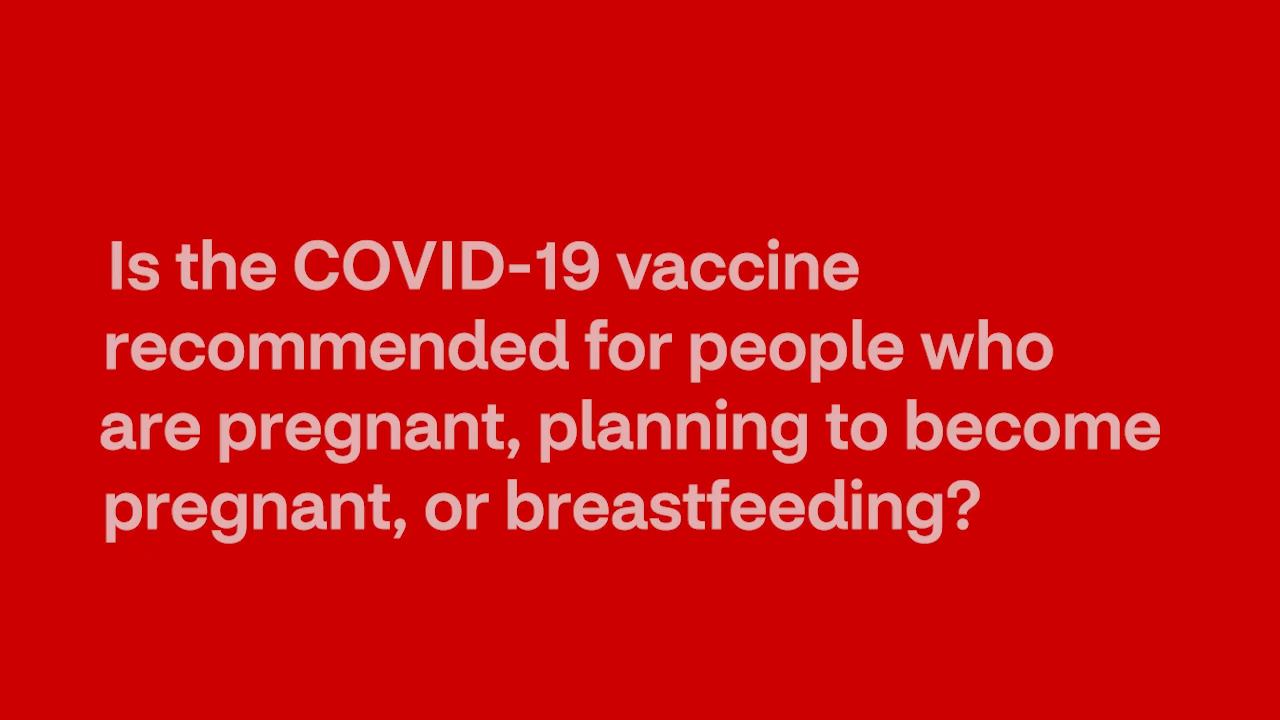 Is the COVID-19 vaccine
recommended for people who
are pregnant, planning to become
pregnant, or breastfeeding?